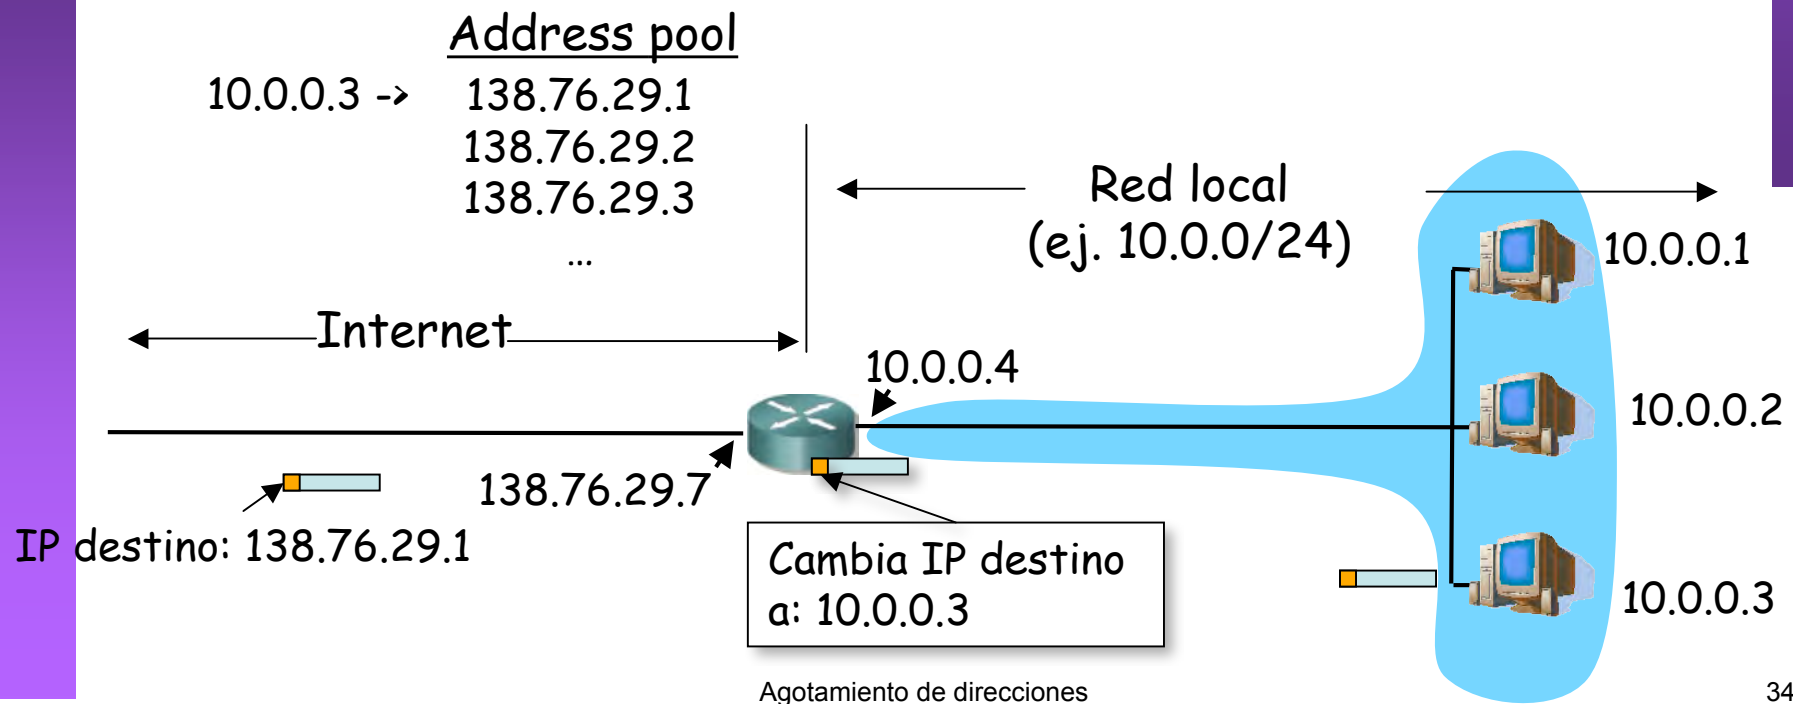 Address pool
10.0.0.3 -> 138.76.29.1
138.76.29.2
138.76.29.3
...
Red local
(ej. 10.0.0/24)
10.0.0.1
Internet
10.0.0.4
10.0.0.2
138.76.29.7
IP destino: 138.76.29.1
Cambia IP destino
a: 10.0.0.3
10.0.0.3
Agotamiento de direcciones
34